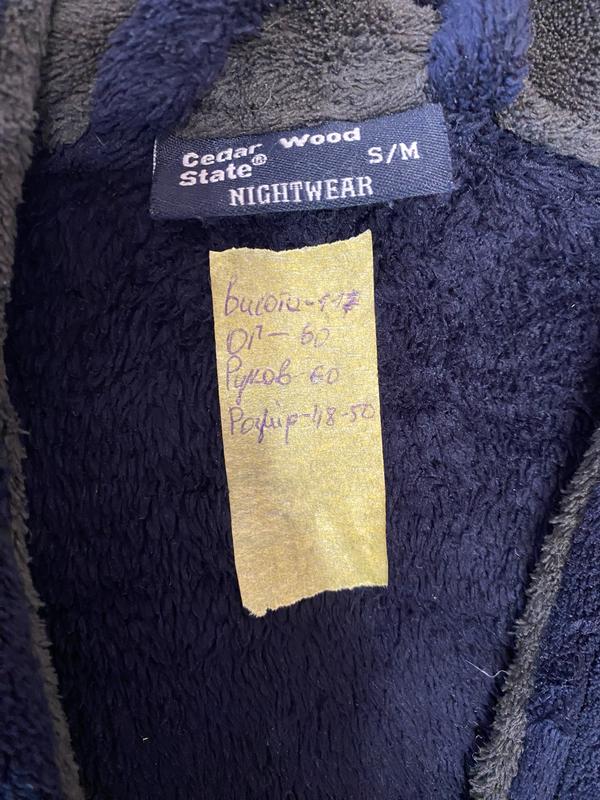 Cedar Wood
State®
S/M
NIGHTWEAR
Висота-117
ОГ-60
Рукав-60
Розмір-48-50